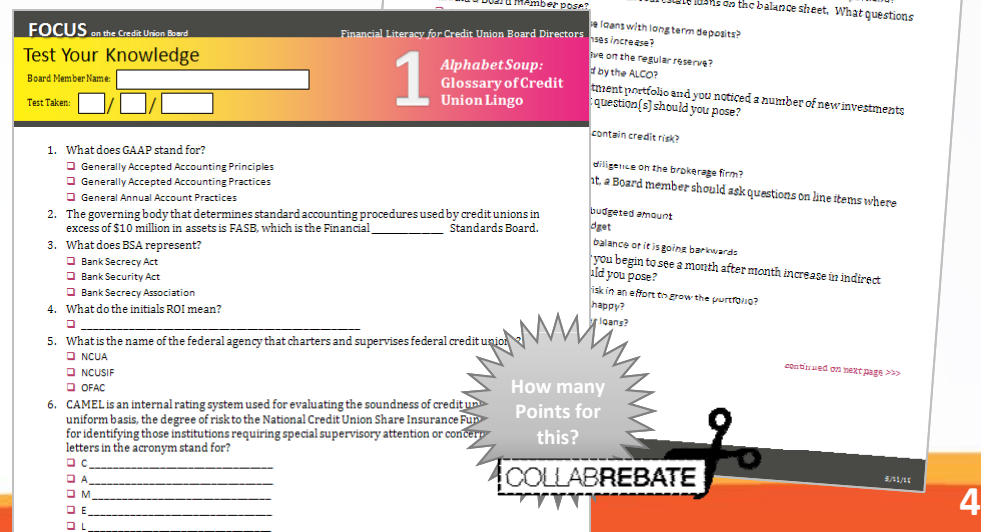 FOCUS on the Credit Union Board
Financial Literacy for Credit Union Board Directors
Test Your Knowledge
Board Member Name:
Test Taken: / /
1
Alphabet Soup:
Glossary of Credit
Union Lingo
1. What does GAAP stand for?
Generally Accepted Accounting Principles
Generally Accepted Accounting Practices
General Annual Account Practices
2. The governing body that determines standard accounting procedures used by credit unions in
excess of $10 million in assets is FASB, which is the Financial ____________ Standards Board.
3. What does BSA represent?
Bank Secrecy Act
Bank Security Act
Bank Secrecy Association
4. What do the initials ROI mean?
5. What is the name of the federal agency that charters and supervises federal credit unions?
NCUA
NCUSIF
OFAC
6. CAMEL is an internal rating system used for evaluating the soundness of credit
uniform basis, the degree of risk to the National Credit Union Share Insurance
for identifying those institutions requiring special supervisory attention or
letters in the acronym stand for?
C
A
M
E
L
a Board member pose?
loans on the balance sheet. What questions
loans with long term deposits?
increase?
on the regular reserve?
by the ALCO?
portfolio and you noticed a number of new investments
question(s) should you pose?
contain credit risk?
diligence on the brokerage firm?
a Board member should ask questions on line items where
budgeted amount
balance or it is going backwards
you begin to see a month after month increase in indirect
you pose?
risk in an effort to grow the portfolio?
happy?
loans?
continued on next page >>>
How many
Points for
this?
COLLABREBATE
4